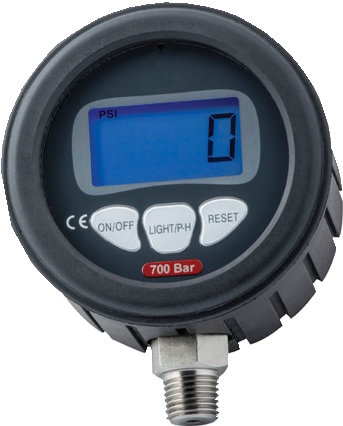 PSI
0
CE
ON/OFF
LIGHT/P-H
RESET
700 Bar